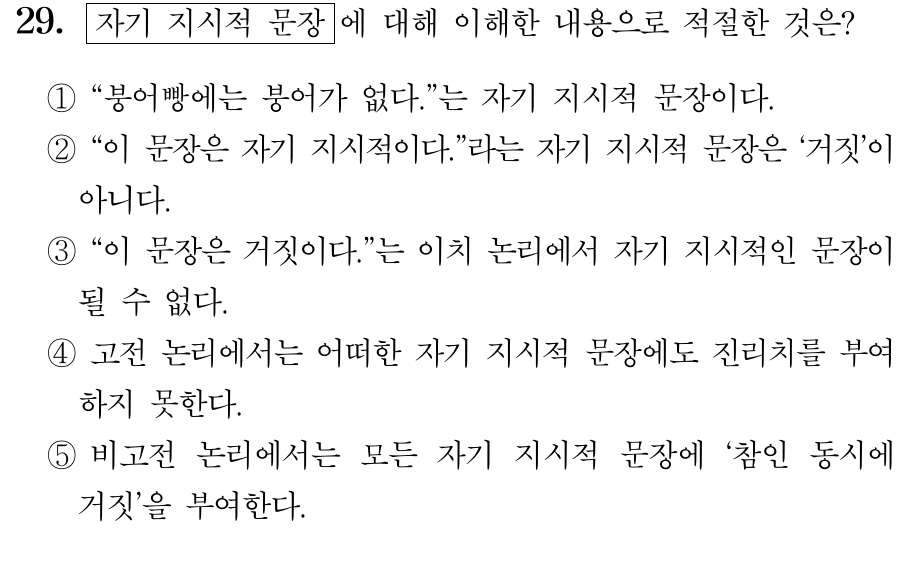 29. 자기 지시적 문장 에 대해 이해한 내용으로 적절한 것은?
① “붕어빵에는 붕어가 없다.”는 자기 지시적 문장이다.
② “이 문장은 자기 지시적이다.”라는 자기 지시적 문장은 ‘거짓’이
아니다.
③ “이 문장은 거짓이다.”는 이치 논리에서 자기 지시적인 문장이
될 수 없다.
④ 고전 논리에서는 어떠한 자기 지시적 문장에도 진리치를 부여
하지 못한다.
⑤ 비고전 논리에서는 모든 자기 지시적 문장에 ‘참인 동시에
거짓’을 부여한다.